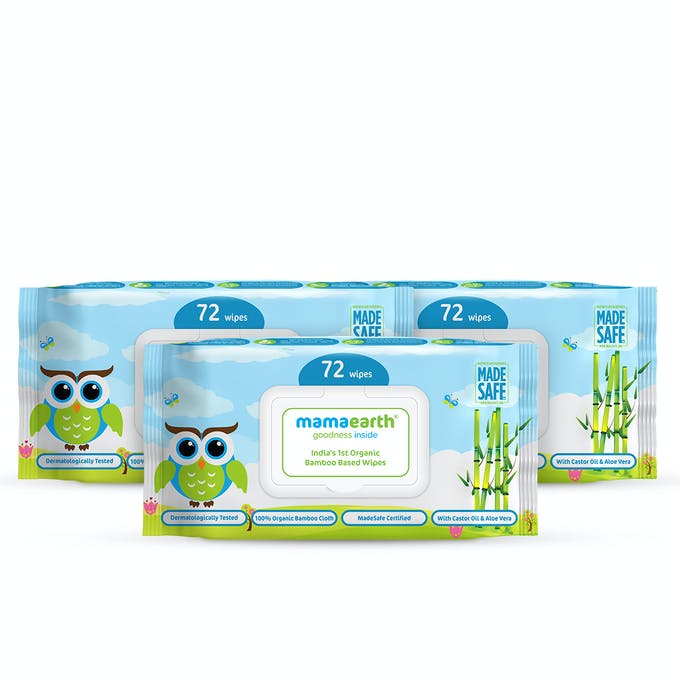 72 wipes
MADE
SAFE
Dermatologically Tested
100%
72 wipes
MADE
SAFE
With Castor Oil & Aloe Vera
72 wipes
MADE
SAFE
mamaearth®
goodness inside
India's 1st Organic
Bamboo Based Wipes
Dermatologically Tested
100% Organic Bamboo Cloth
MadeSafe Certified
With Castor Oil & Aloe Vera